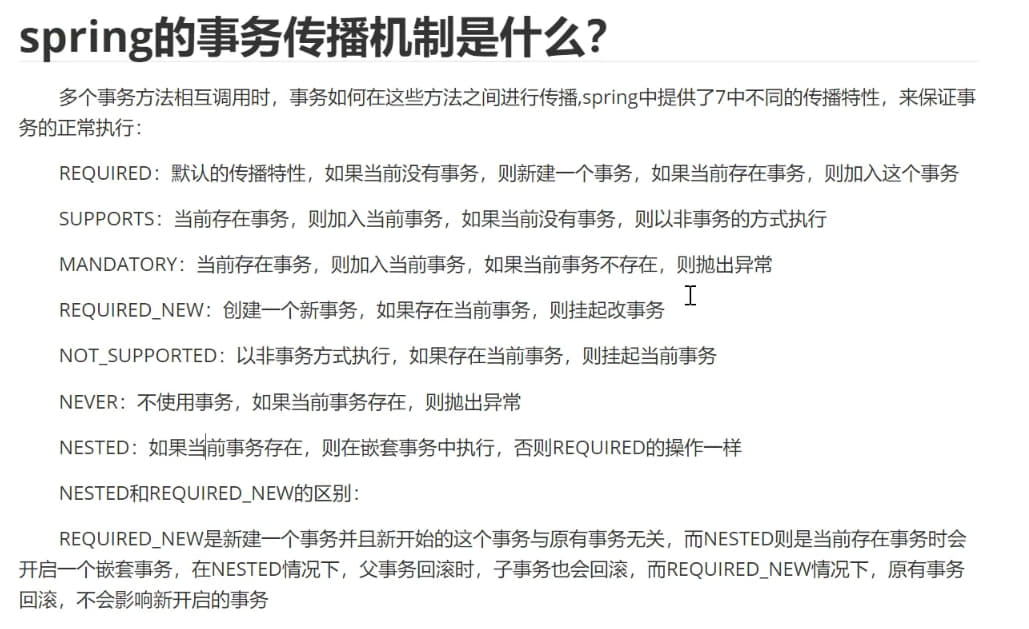 spring的事务传播机制是什么？
多个事务方法相互调用时，事务如何在这些方法之间进行传播,spring中提供了7中不同的传播特性，来保证事
务的正常执行：
REQUIRED：默认的传播特性，如果当前没有事务，则新建一个事务，如果当前存在事务，则加入这个事务
SUPPORTS：当前存在事务，则加入当前事务，如果当前没有事务，则以非事务的方式执行
MANDATORY：当前存在事务，则加入当前事务，如果当前事务不存在，则抛出异常
REQUIRED_NEW：创建一个新事务，如果存在当前事务，则挂起改事务
NOT_SUPPORTED：以非事务方式执行，如果存在当前事务，则挂起当前事务
NEVER：不使用事务，如果当前事务存在，则抛出异常
NESTED：如果当前事务存在，则在嵌套事务中执行，否则REQUIRED的操作一样
NESTED和REQUIRED_NEW的区别：
REQUIRED_NEW是新建一个事务并且新开始的这个事务与原有事务无关，而NESTED则是当前存在事务时会
开启一个嵌套事务，在NESTED情况下，父事务回滚时，子事务也会回滚，而REQUIRED_NEW情况下，原有事务
回滚，不会影响新开启的事务